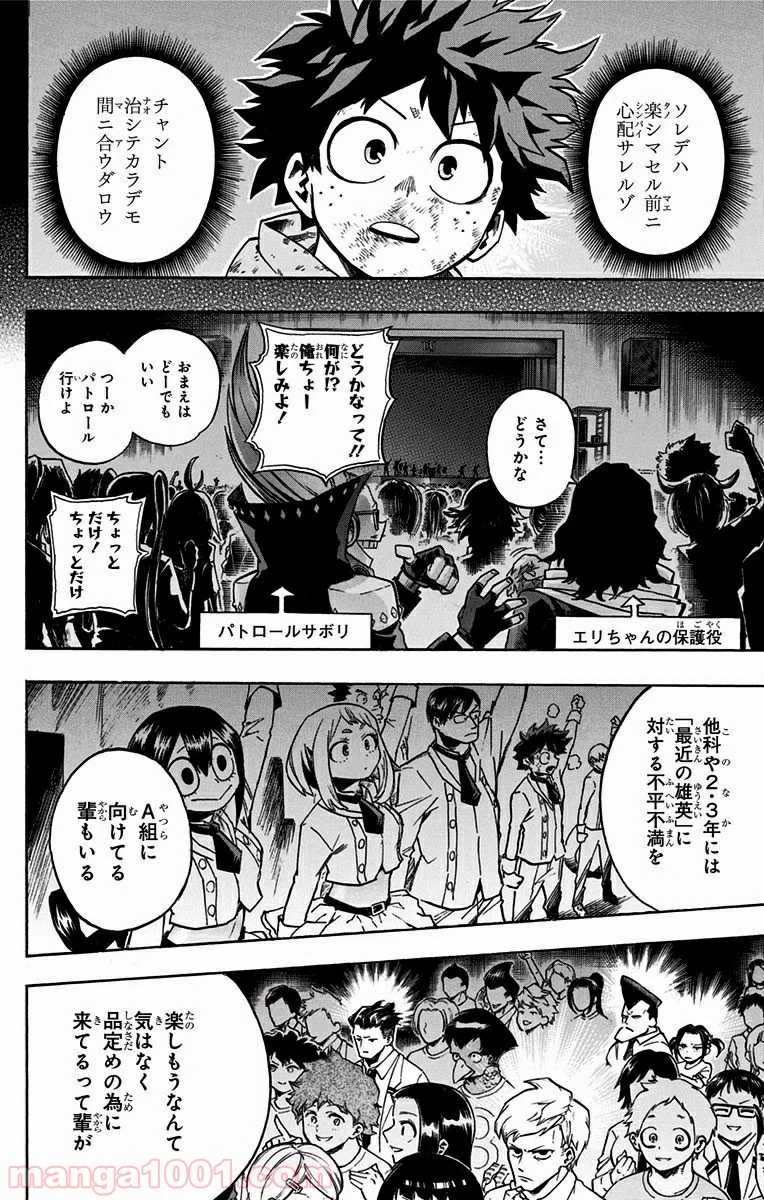 ソレデハ
楽シマセル前ニ
心配サレルゾ
チャント
治シテカラデモ
間ニ合ウダロウ
さて…
どうかな
どうかなって!!
何が!?
俺ちょー
楽しみよ!
おまえは
どーでも
いい
つーか
パトロール
行けよ
ちょっと
だけ!
ちょっとだけ
エリちゃんの保護役
パトロールサボリ
他科や2・3年には
「最近の雄英」に
対する不平不満を
A組に
向けてる
輩もいる
楽しもうなんて
気はなく
品定めの為に
来てるって輩が
manga1001.com